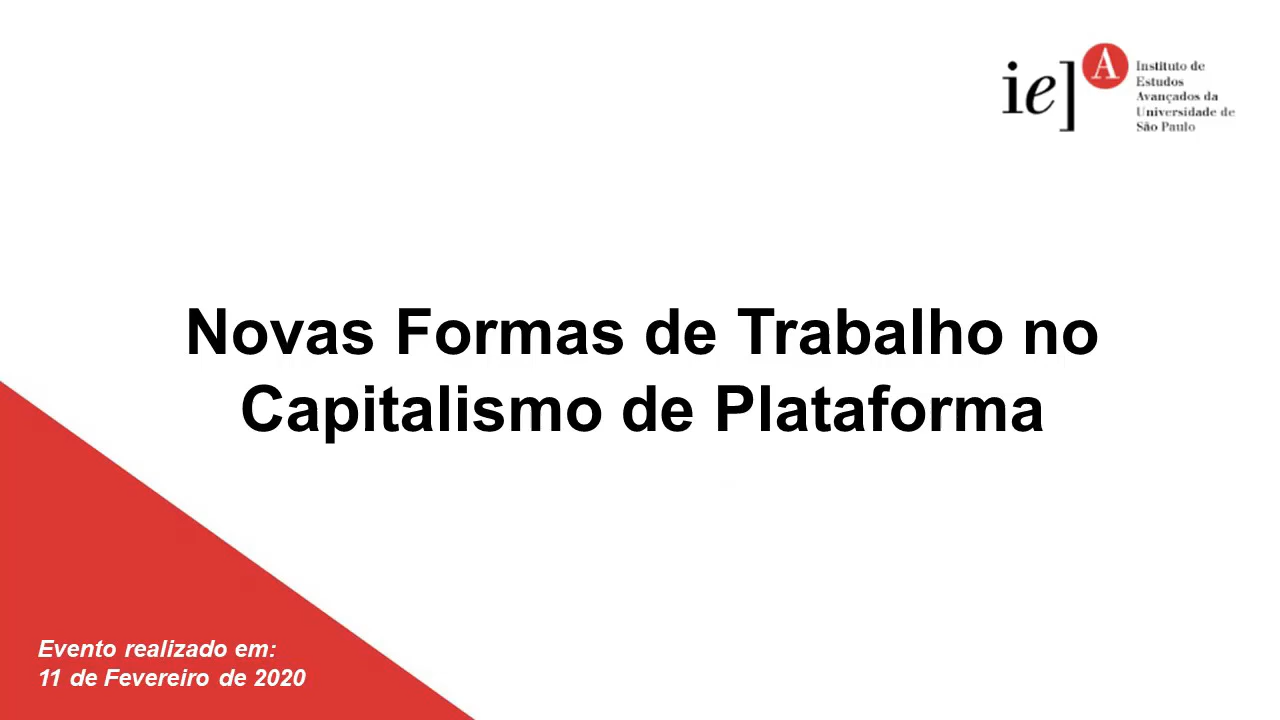 ie]A
Instituto de
Estudos
Avançados da
Universidade de
São Paulo
Novas Formas de Trabalho no
Capitalismo de Plataforma
Evento realizado em:
11 de Fevereiro de 2020